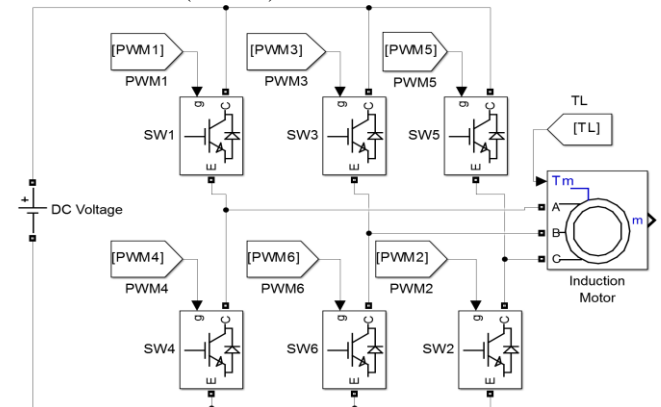 [PWM1] [PWM3] [PWM5]
PWM1 PWM3 PWM5
TL
[TL]
g C g C g C
SW1 SW3 SW5
E E E
Tm
A
B
C
m
+
DC Voltage
Induction
Motor
[PWM4] [PWM6] [PWM2]
PWM4 PWM6 PWM2
g C g C g C
SW4 SW6 SW2
E E E